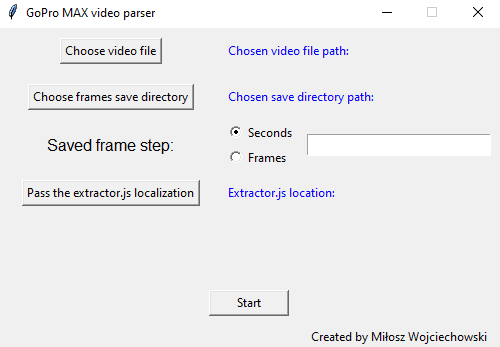 GoPro MAX video parser
Choose video file
Chosen video file path:
Choose frames save directory
Chosen save directory path:
Saved frame step:
Seconds
Frames
Pass the extractor.js localization
Extractor.js location:
Start
Created by Miłosz Wojciechowski